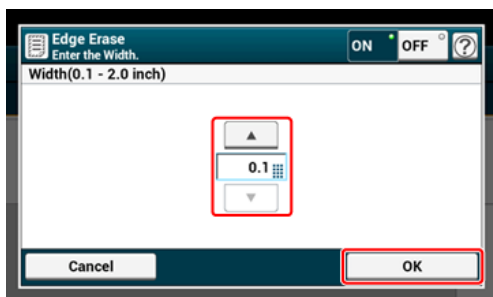 Edge Erase
Enter the Width.
ON OFF ?
Width(0.1 - 2.0 inch)
0.1
Cancel OK